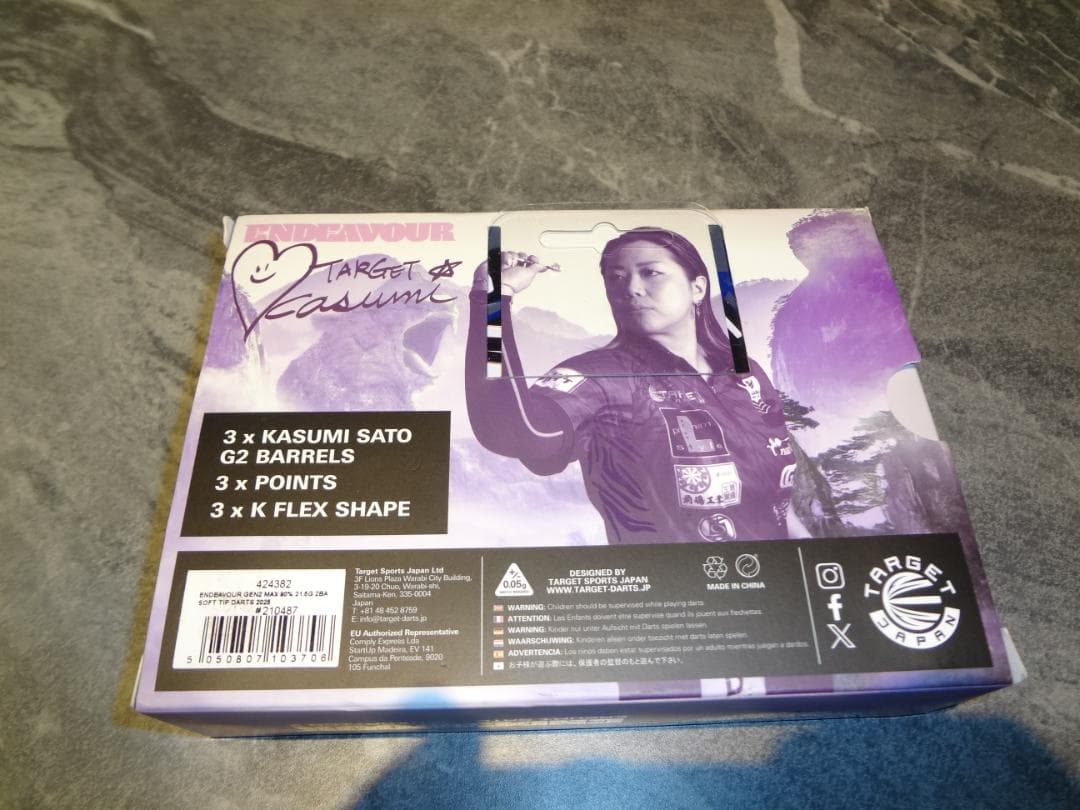 ENDEAVOUR
TARGET
Kasumi
3 x KASUMI SATO
G2 BARRELS
3 x POINTS
3 x K FLEX SHAPE
424382
ENDEAVOUR GEN2 MAX 90% 21.5G 2BA
SOFT TIP DARTS 2025
#210487
5 050807 103706
Target Sports Japan Ltd
3F Lions Plaza Warabi City Building,
3-19-20 Chuo, Warabi-shi,
Saitama-Ken, 335-0004
Japan
T: +81 48 452 8759
E: info@target-darts.jp
EU Authorized Representative
Comply Express Lda
StartUp Madeira, EV 141
Campus da Penteada, 9020
105 Funchal
+/-
0.05g
DESIGNED BY
TARGET SPORTS JAPAN
WWW.TARGET-DARTS.JP
MADE IN CHINA
WARNING: Children should be supervised while playing darts.
ATTENTION: Les Enfants doivent etre supervise quand ils jouent aux flechettes.
WARNUNG: Kinder nur unter Aufsicht mit Darts spielen lassen.
WAARSCHUWING: Kinderen alleen under toezicht met darts laten spelen.
ADVERTENCIA: Los ninos deben estar supervisados por un adulto mientras juegan a dardos.
お子様が遊ぶ際には、保護者の監督のもと遊んで下さい。
TARGET
JAPAN
TARGET
L
style